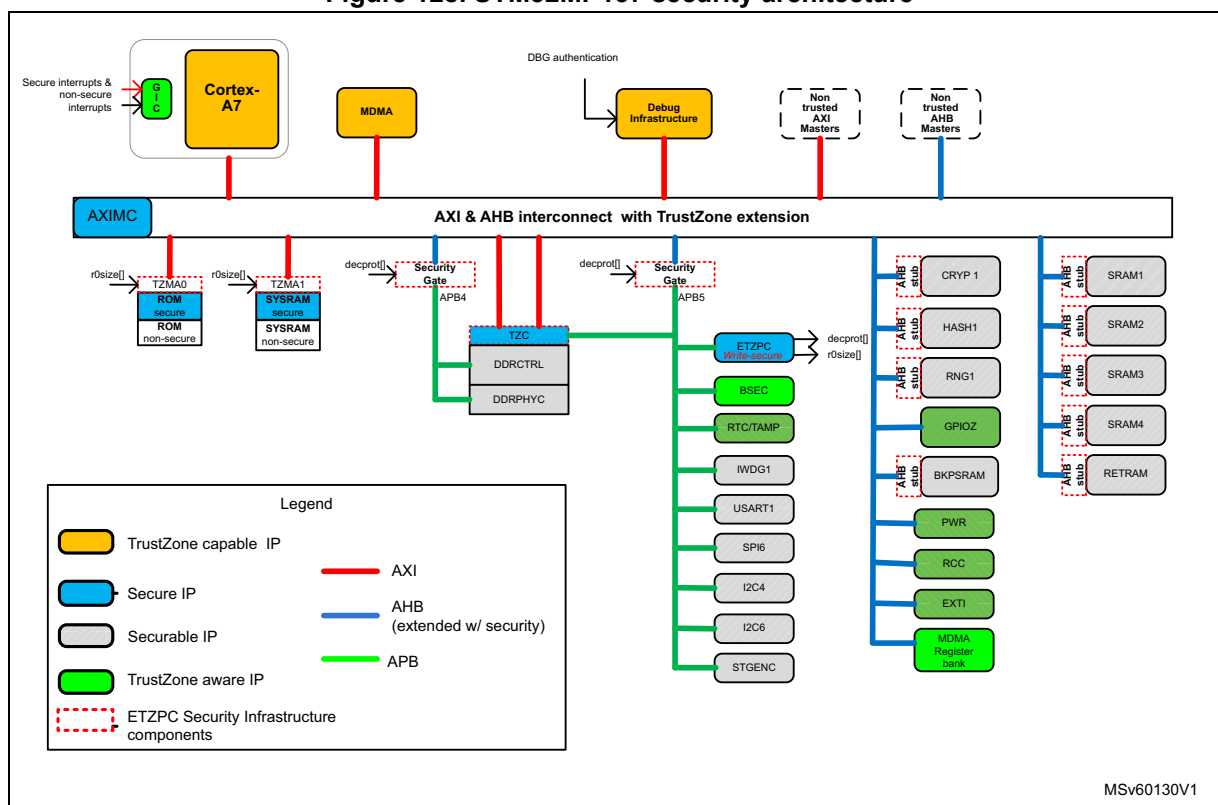 Secure interrupts &
non-secure
interrupts
G
I
C
Cortex-
A7
MDMA
DBG authentication
Debug
Infrastructure
Non
trusted
AXI
Masters
Non
trusted
AHB
Masters
AXIMC
AXI & AHB interconnect with TrustZone extension
r0size[]
TZMA0
ROM
secure
ROM
non-secure
r0size[]
TZMA1
SYSRAM
secure
SYSRAM
non-secure
decprot[]
Security
Gate
APB4
TZC
DDRCTRL
DDRPHYC
decprot[]
Security
Gate
APB5
ETZPC
Write-secure
decprot[]
r0size[]
BSEC
RTC/TAMP
IWDG1
USART1
SPI6
I2C4
I2C6
STGENC
AHB
stub
CRYP 1
AHB
stub
HASH1
AHB
stub
RNG1
GPIOZ
AHB
stub
BKPSRAM
PWR
RCC
EXTI
MDMA
Register
bank
AHB
stub
SRAM1
AHB
stub
SRAM2
AHB
stub
SRAM3
AHB
stub
SRAM4
AHB
stub
RETRAM
Legend
TrustZone capable IP
Secure IP
Securable IP
TrustZone aware IP
ETZPC Security Infrastructure
components
AXI
AHB
(extended w/ security)
APB
MSv60130V1